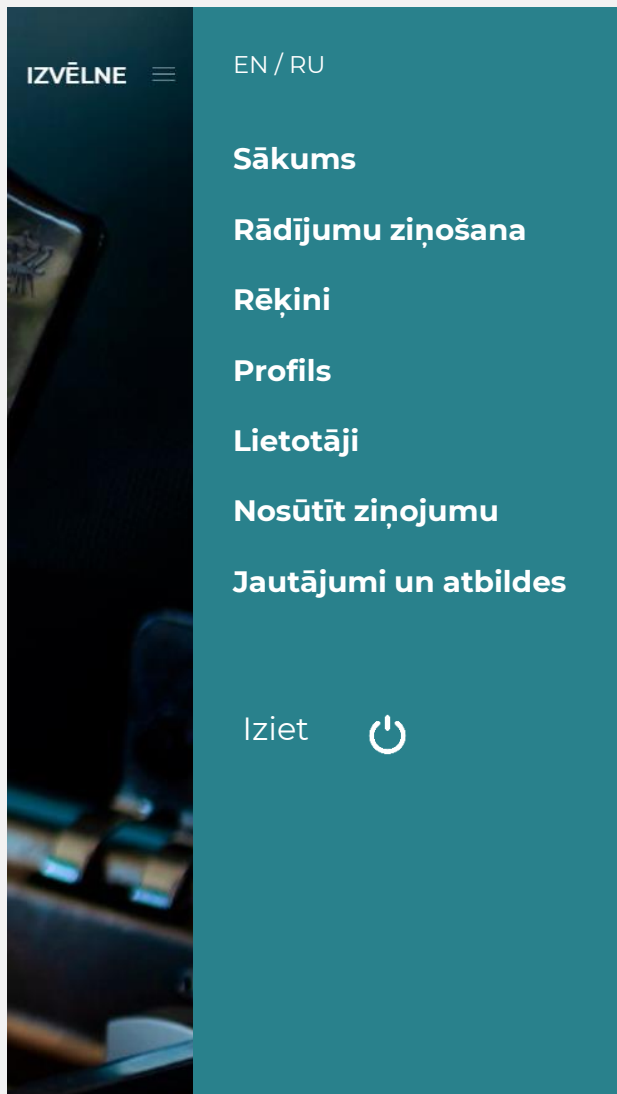 IZVĒLNE
EN / RU
Sākums
Rādījumu ziņošana
Rēķini
Profils
Lietotāji
Nosūtīt ziņojumu
Jautājumi un atbildes
Iziet